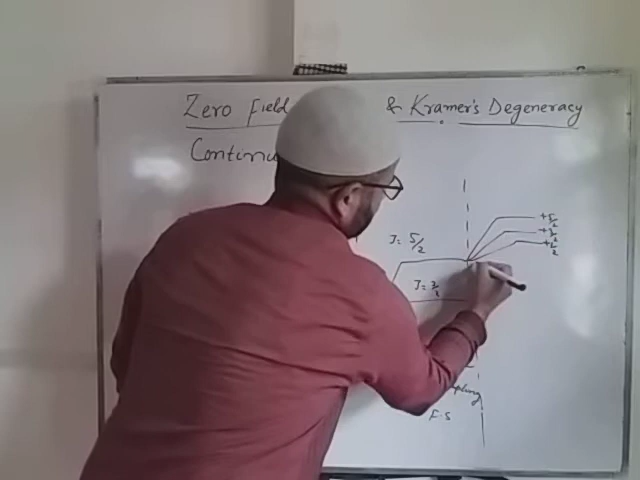 Zero Field & Kramer's Degeneracy
Continu
J = 5/2
+5/2
+3/2
+1/2
J = 3/2
L-S